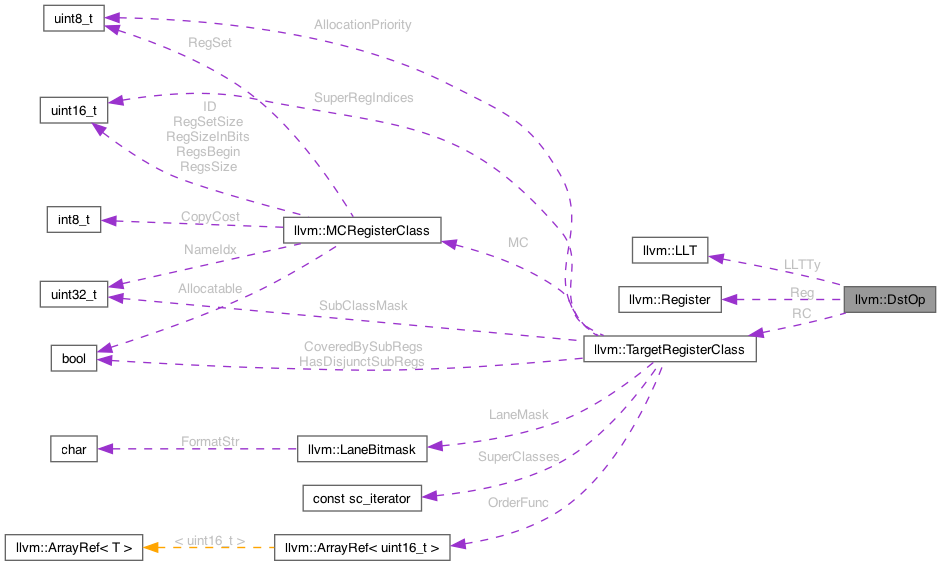 uint8_t
AllocationPriority
RegSet
uint16_t
SuperRegIndices
ID
RegSetSize
RegSizeInBits
RegsBegin
RegsSize
int8_t
CopyCost
llvm::MCRegisterClass
MC
llvm::LLT
NameIdx
LLTTy
Allocatable
uint32_t
SubClassMask
llvm::Register
Reg
llvm::DstOp
RC
bool
CoveredBySubRegs
HasDisjunctSubRegs
llvm::TargetRegisterClass
LaneMask
char
FormatStr
llvm::LaneBitmask
SuperClasses
const sc_iterator
OrderFunc
llvm::ArrayRef< T >
< uint16_t >
llvm::ArrayRef< uint16_t >